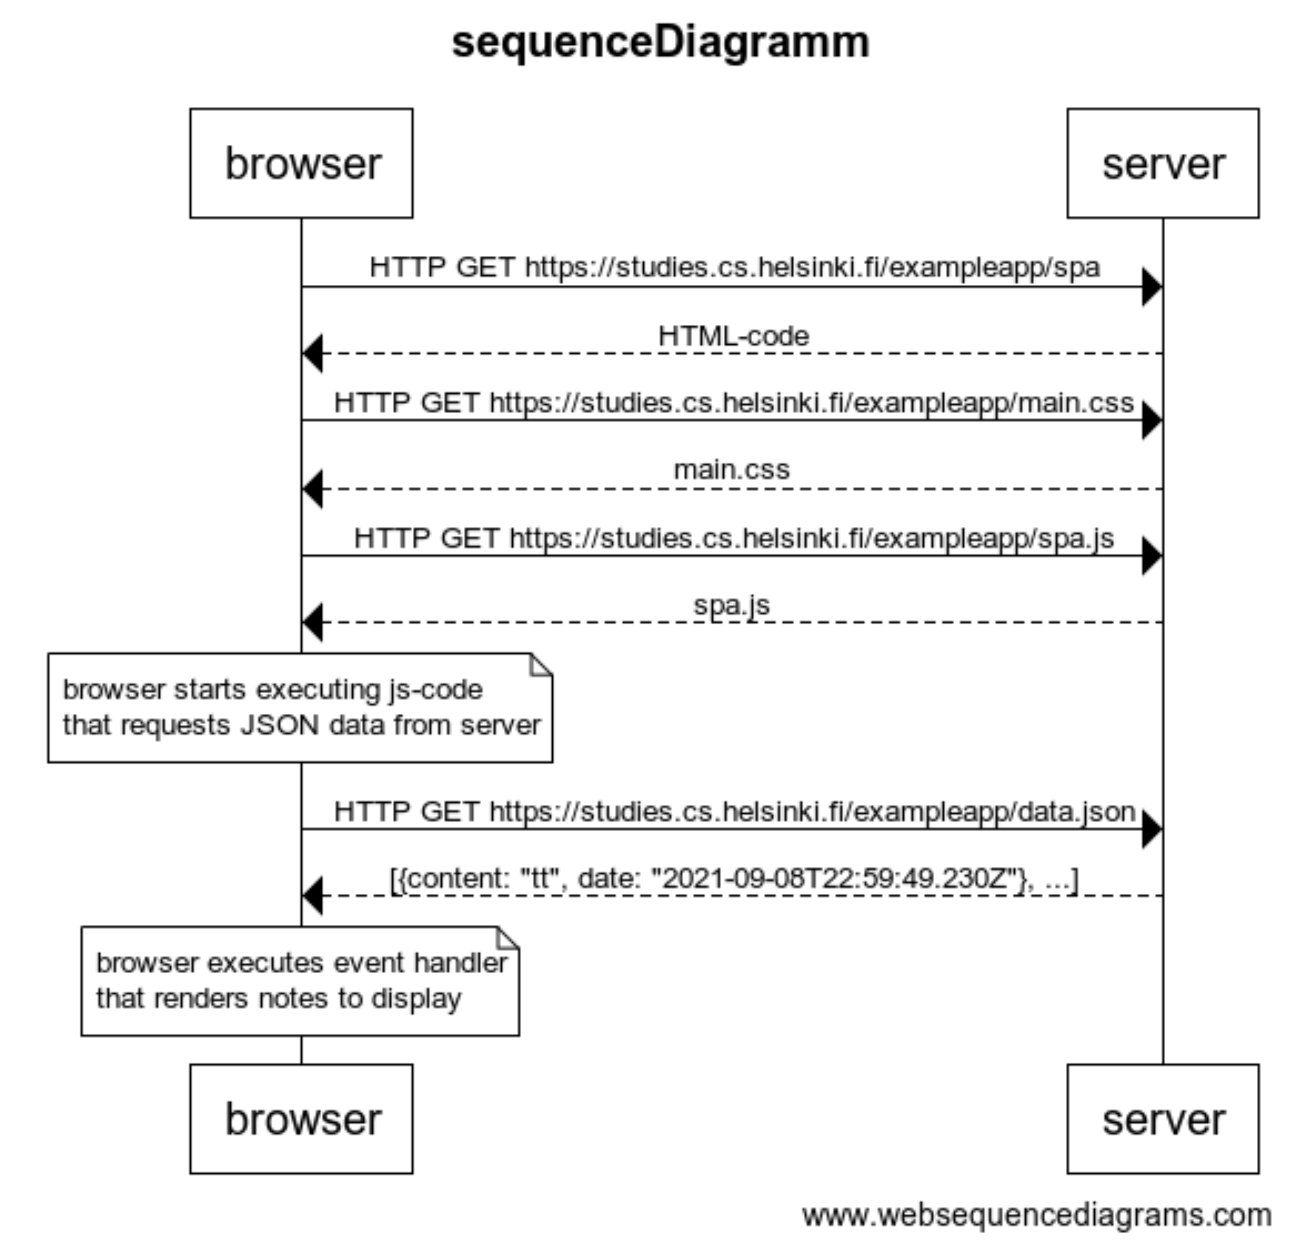 sequenceDiagramm
browser
server
HTTP GET https://studies.cs.helsinki.fi/exampleapp/spa
HTML-code
HTTP GET https://studies.cs.helsinki.fi/exampleapp/main.css
main.css
HTTP GET https://studies.cs.helsinki.fi/exampleapp/spa.js
spa.js
browser starts executing js-code
that requests JSON data from server
HTTP GET https://studies.cs.helsinki.fi/exampleapp/data.json
[{content: "tt", date: "2021-09-08T22:59:49.230Z"}, ...]
browser executes event handler
that renders notes to display
browser
server
www.websequencediagrams.com